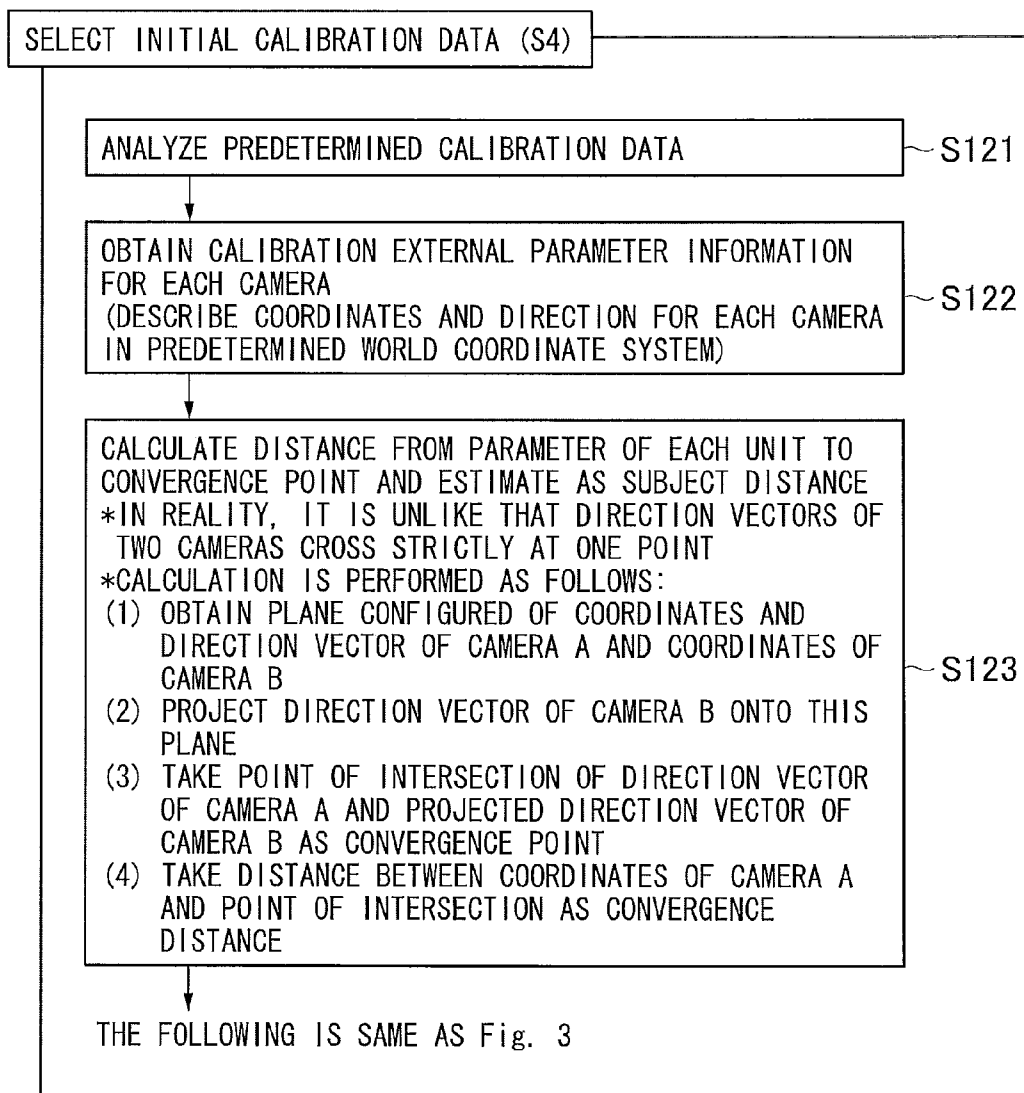 SELECT INITIAL CALIBRATION DATA (S4)
ANALYZE PREDETERMINED CALIBRATION DATA
S121
OBTAIN CALIBRATION EXTERNAL PARAMETER INFORMATION
FOR EACH CAMERA
(DESCRIBE COORDINATES AND DIRECTION FOR EACH CAMERA
IN PREDETERMINED WORLD COORDINATE SYSTEM)
S122
CALCULATE DISTANCE FROM PARAMETER OF EACH UNIT TO
CONVERGENCE POINT AND ESTIMATE AS SUBJECT DISTANCE
*IN REALITY, IT IS UNLIKE THAT DIRECTION VECTORS OF
TWO CAMERAS CROSS STRICTLY AT ONE POINT
*CALCULATION IS PERFORMED AS FOLLOWS:
(1) OBTAIN PLANE CONFIGURED OF COORDINATES AND
DIRECTION VECTOR OF CAMERA A AND COORDINATES OF
CAMERA B
(2) PROJECT DIRECTION VECTOR OF CAMERA B ONTO THIS
PLANE
(3) TAKE POINT OF INTERSECTION OF DIRECTION VECTOR
OF CAMERA A AND PROJECTED DIRECTION VECTOR OF
CAMERA B AS CONVERGENCE POINT
(4) TAKE DISTANCE BETWEEN COORDINATES OF CAMERA A
AND POINT OF INTERSECTION AS CONVERGENCE
DISTANCE
S123
THE FOLLOWING IS SAME AS Fig. 3